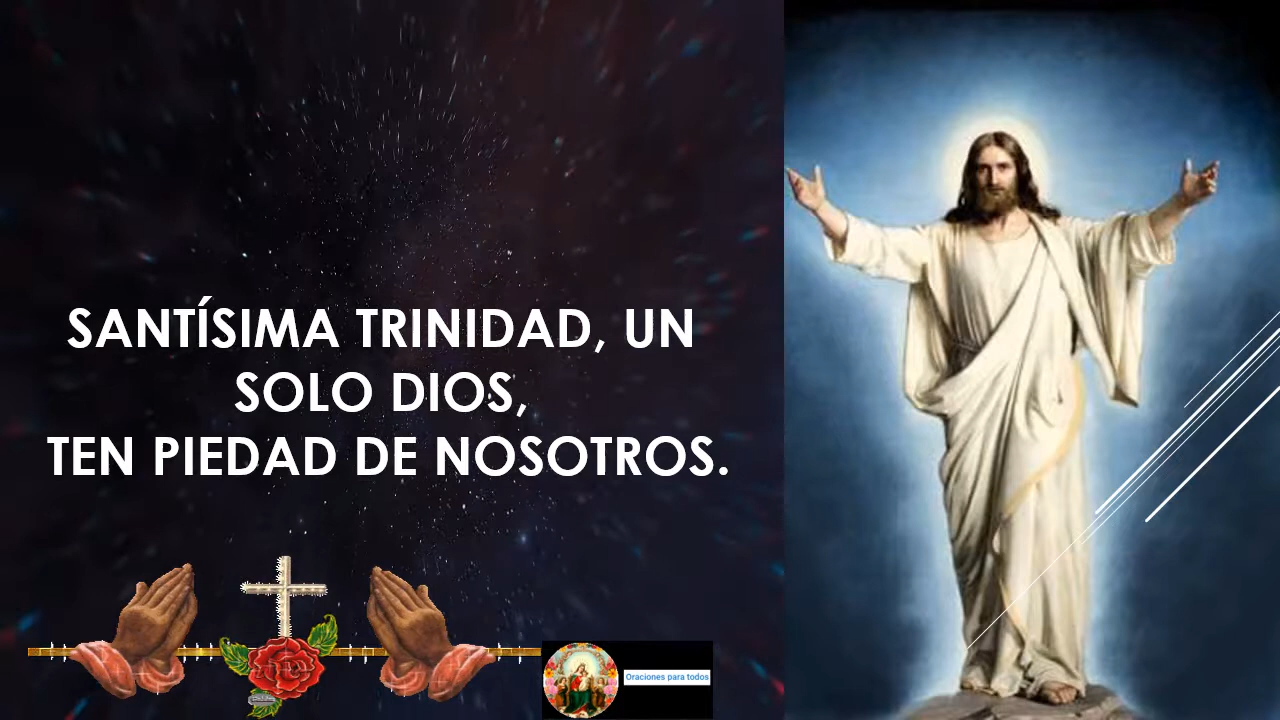 SANTÍSIMA TRINIDAD, UN
SOLO DIOS,
TEN PIEDAD DE NOSOTROS.
Oraciones para todos